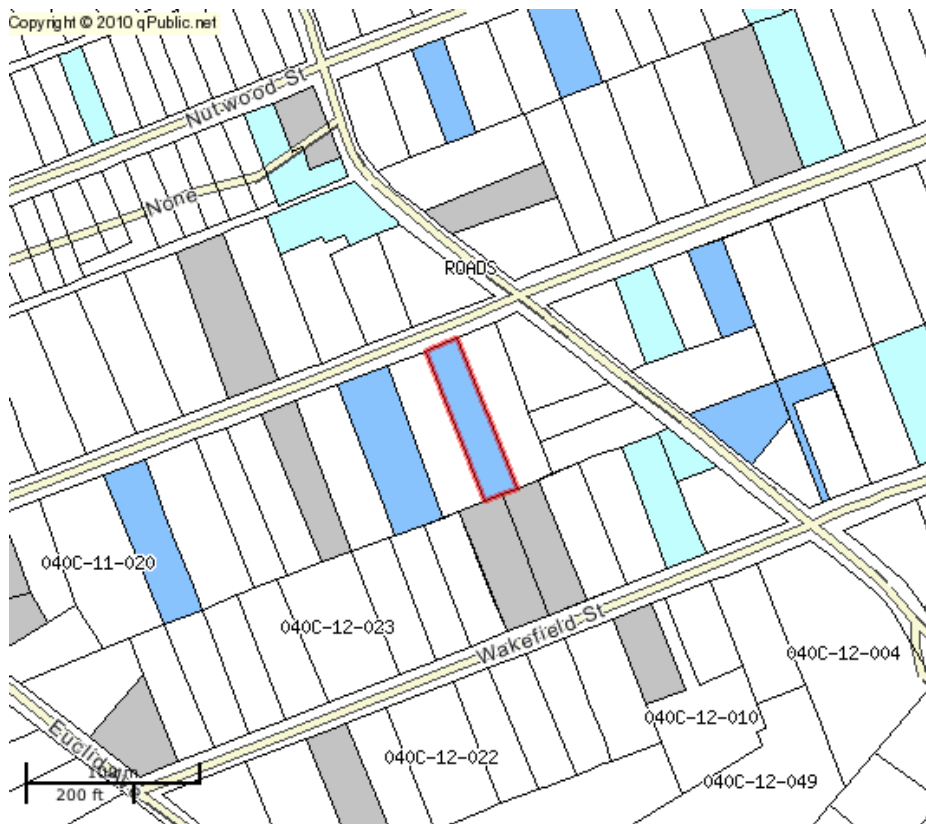 Copyright © 2010 qPublic.net
Nutwood St
None
ROADS
040C-11-020
040C-12-023
Wakefield St
040C-12-004
040C-12-010
040C-12-022
040C-12-049
200 ft